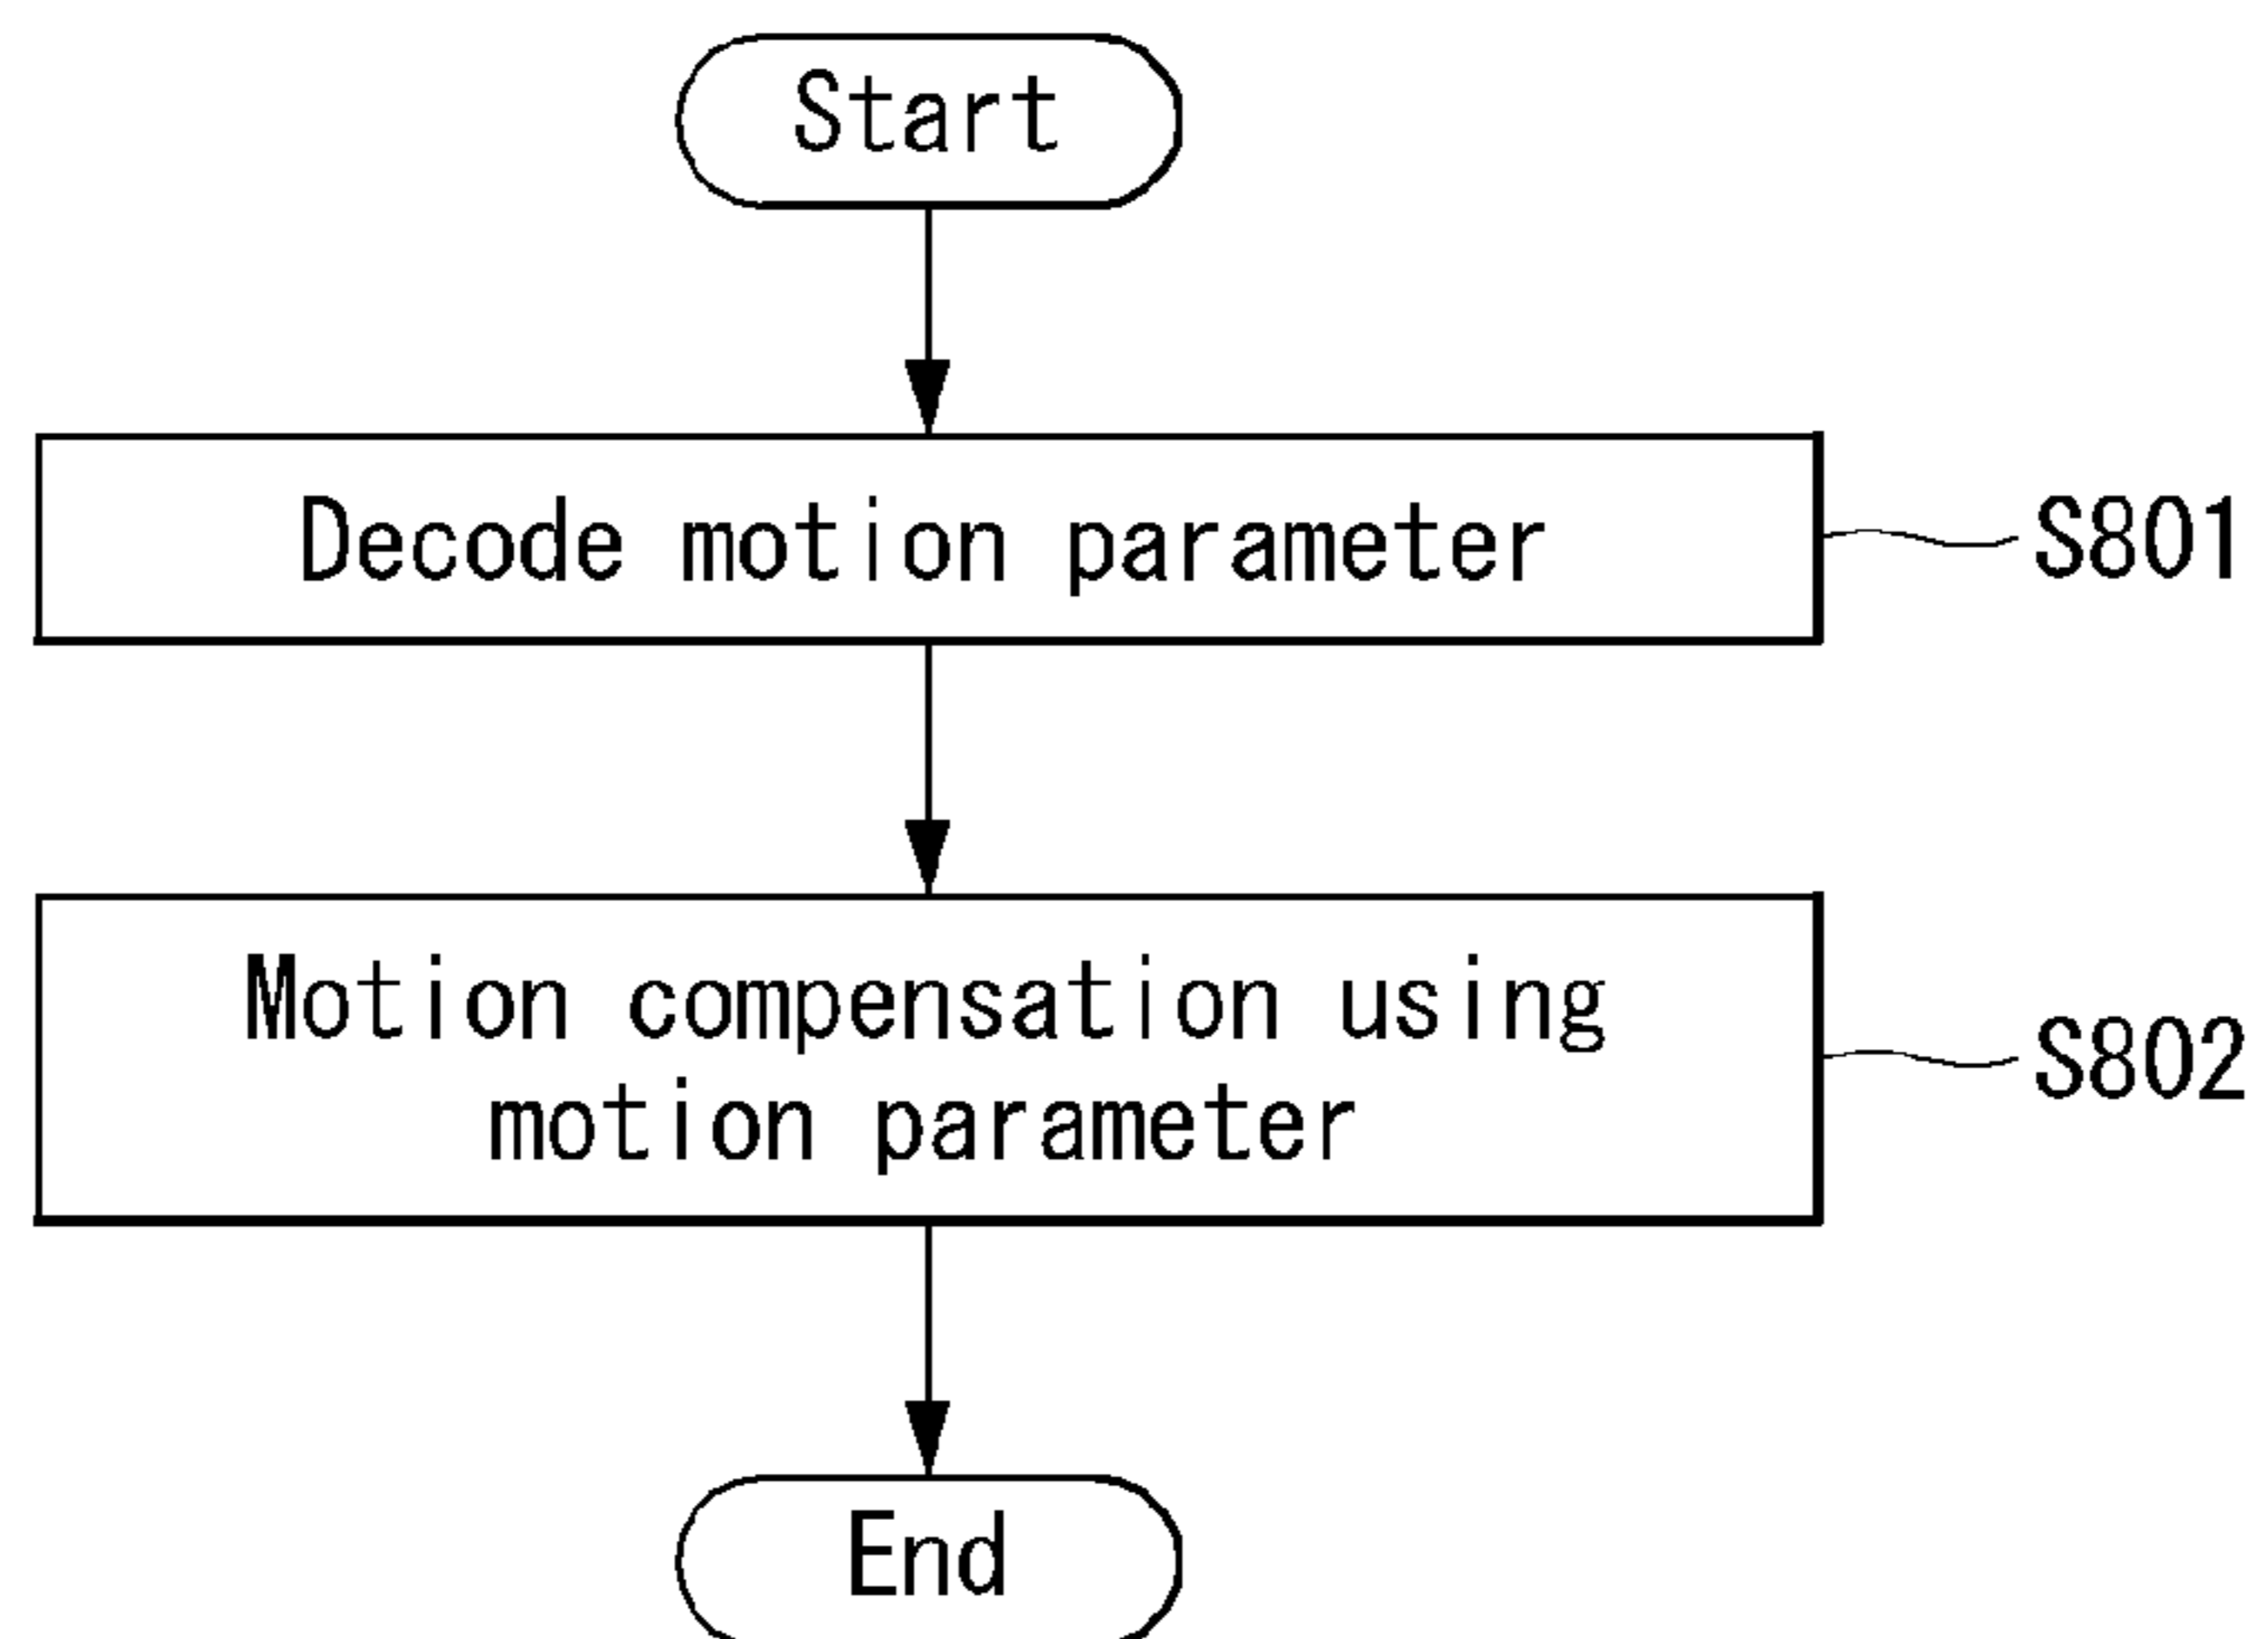 Start
Decode motion parameter
S801
Motion compensation using
motion parameter
S802
End